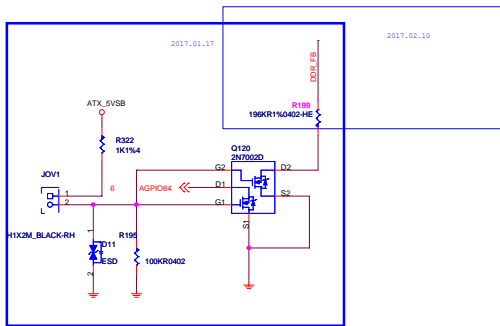 2017.01.17
2017.02.10
DDR_FB
R199
196KR1%0402-HE
ATX_5VSB
R322
1K1%4
Q120
2N7002D
JOV1
1
2
6
AGPIO84
G2
D1
G1
D2
S2
S1
H1X2M_BLACK-RH
1
D11
ESD
2
R195
100KR0402